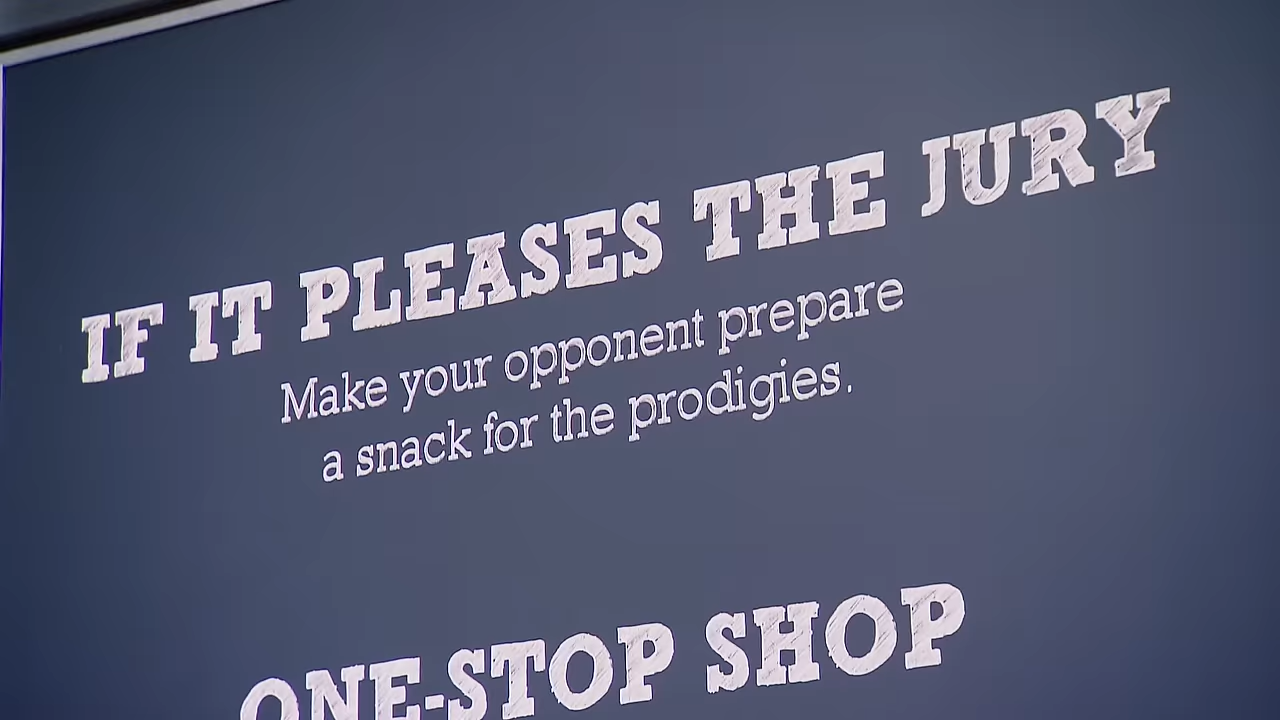 IF IT PLEASES THE JURY
Make your opponent prepare
a snack for the prodigies.
ONE-STOP SHOP